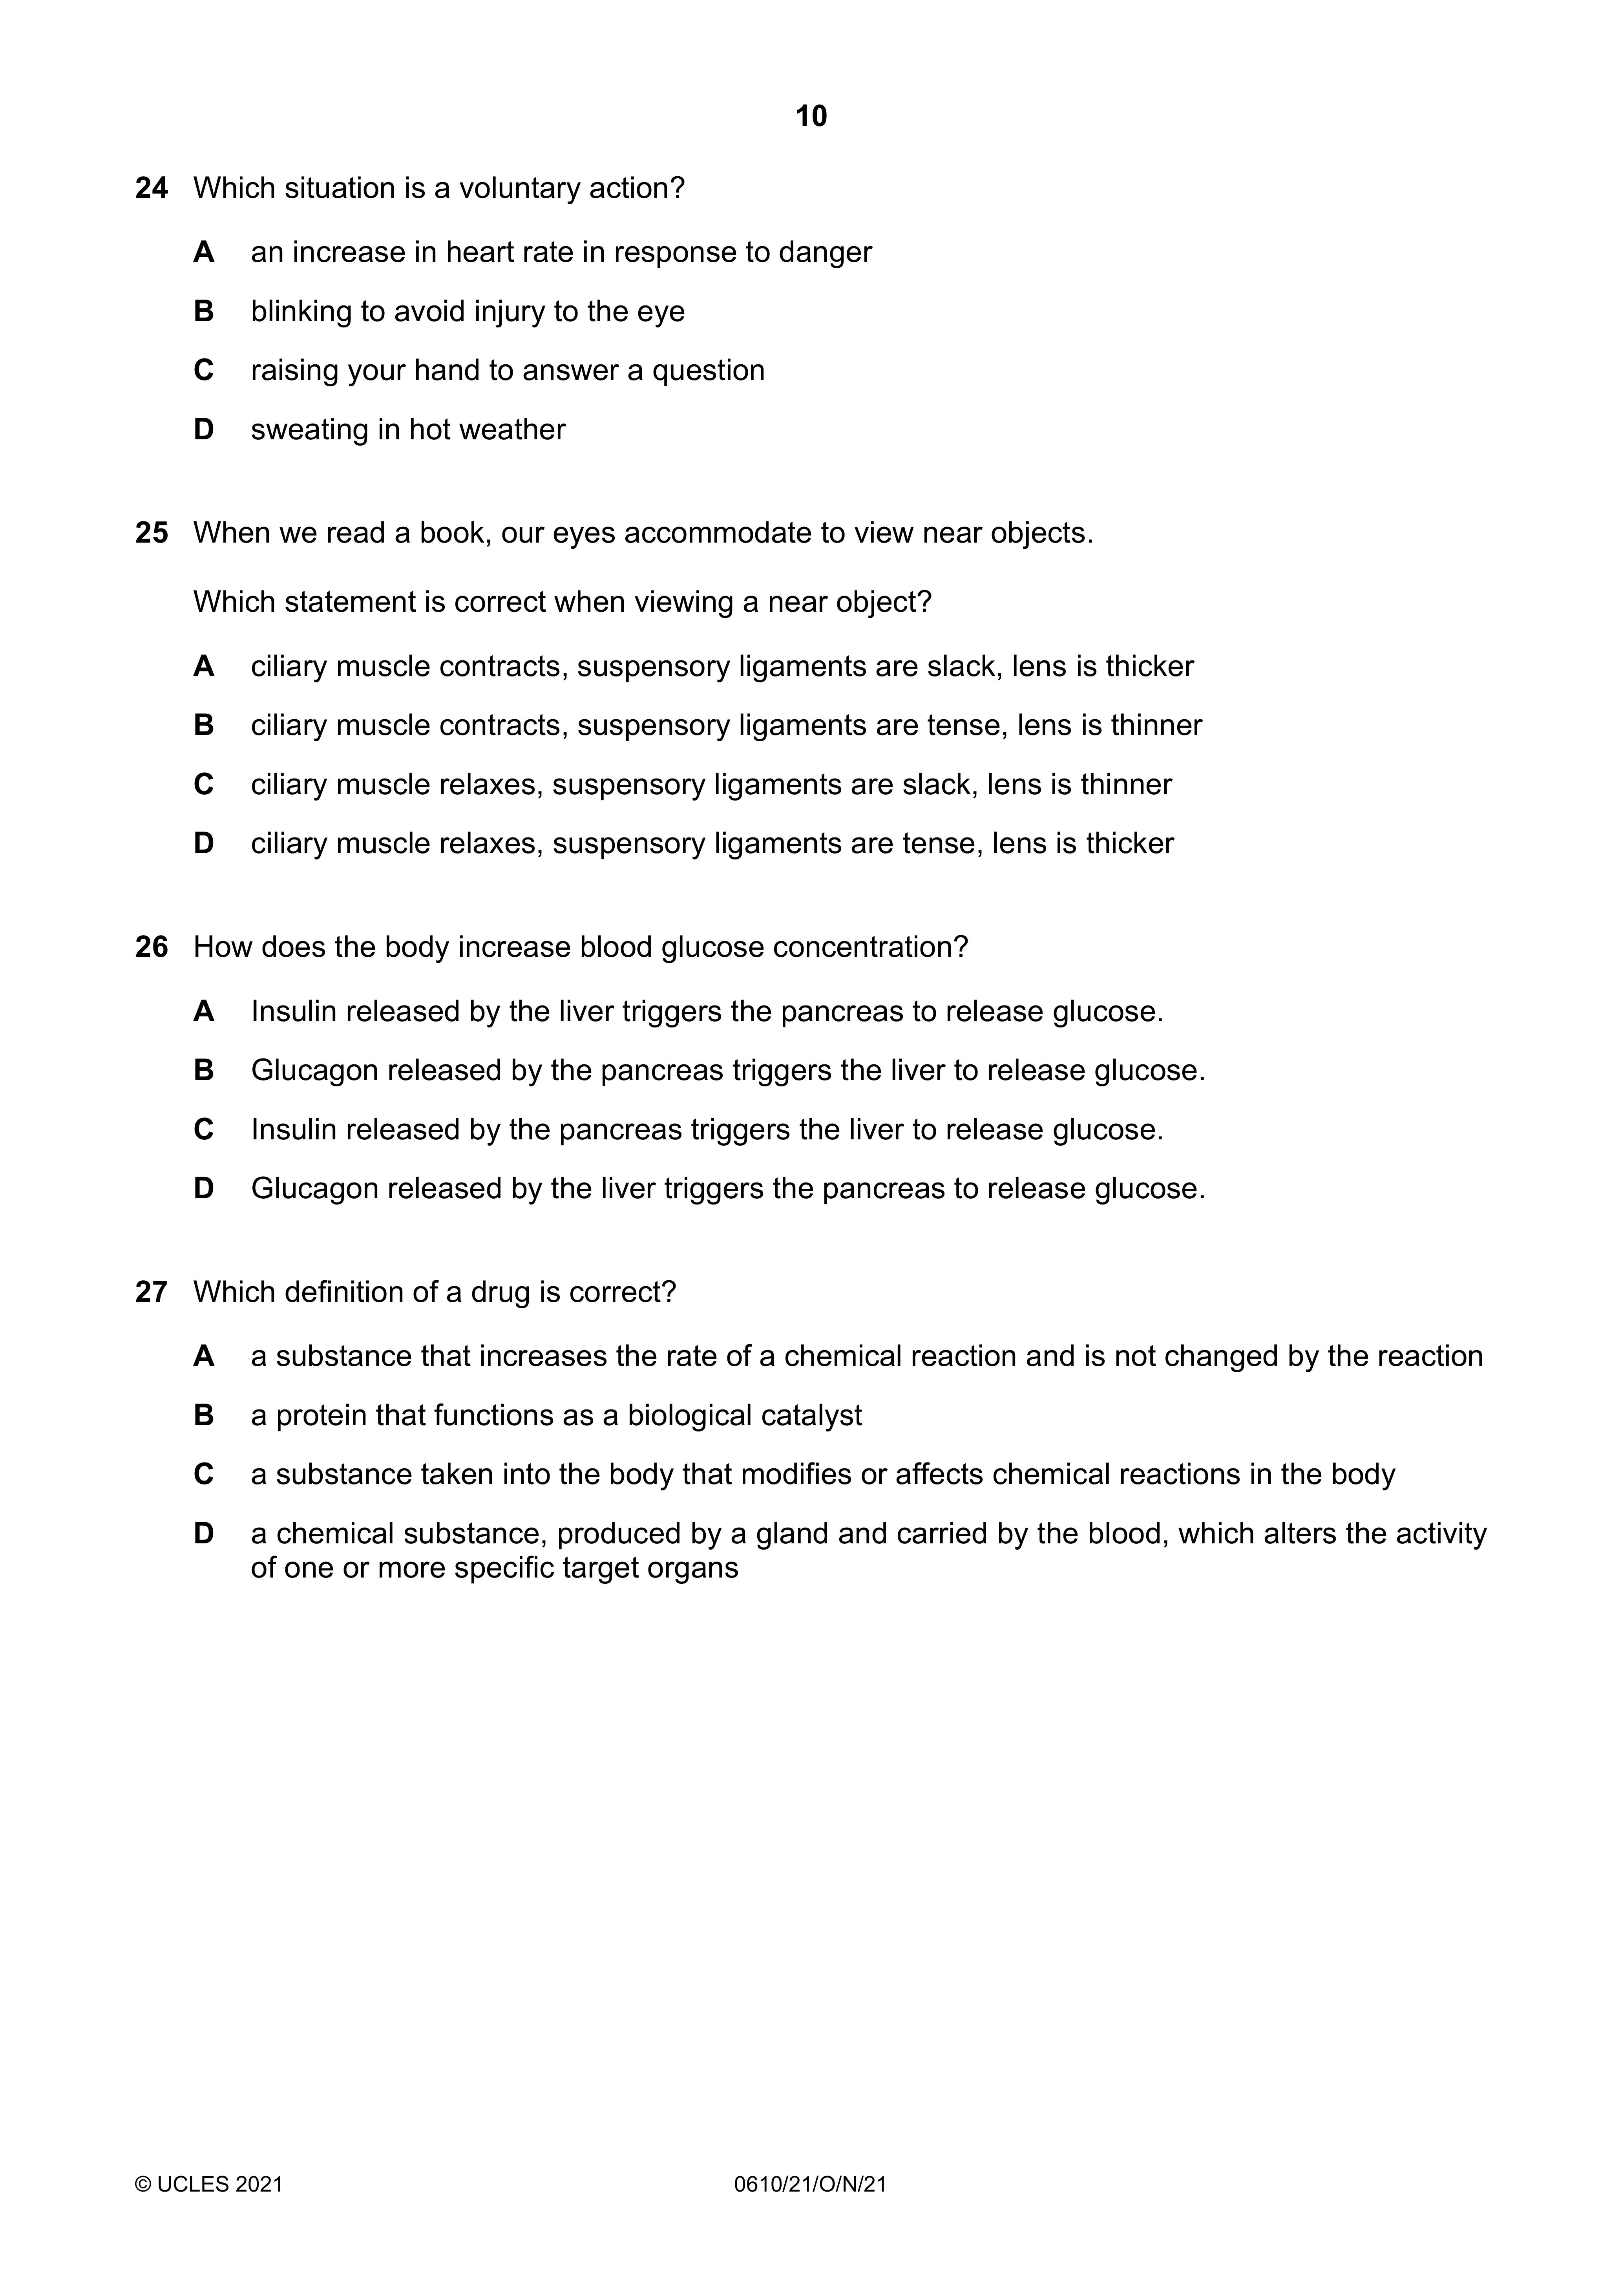 10
24 Which situation is a voluntary action?
A an increase in heart rate in response to danger
B blinking to avoid injury to the eye
C raising your hand to answer a question
D sweating in hot weather
25 When we read a book, our eyes accommodate to view near objects.
Which statement is correct when viewing a near object?
A ciliary muscle contracts, suspensory ligaments are slack, lens is thicker
B ciliary muscle contracts, suspensory ligaments are tense, lens is thinner
C ciliary muscle relaxes, suspensory ligaments are slack, lens is thinner
D ciliary muscle relaxes, suspensory ligaments are tense, lens is thicker
26 How does the body increase blood glucose concentration?
A Insulin released by the liver triggers the pancreas to release glucose.
B Glucagon released by the pancreas triggers the liver to release glucose.
C Insulin released by the pancreas triggers the liver to release glucose.
D Glucagon released by the liver triggers the pancreas to release glucose.
27 Which definition of a drug is correct?
A a substance that increases the rate of a chemical reaction and is not changed by the reaction
B a protein that functions as a biological catalyst
C a substance taken into the body that modifies or affects chemical reactions in the body
D a chemical substance, produced by a gland and carried by the blood, which alters the activity
of one or more specific target organs
© UCLES 2021 0610/21/O/N/21